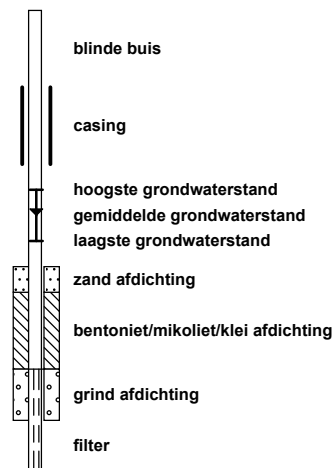 blinde buis
casing
hoogste grondwaterstand
gemiddelde grondwaterstand
laagste grondwaterstand
zand afdichting
bentoniet/mikoliet/klei afdichting
grind afdichting
filter